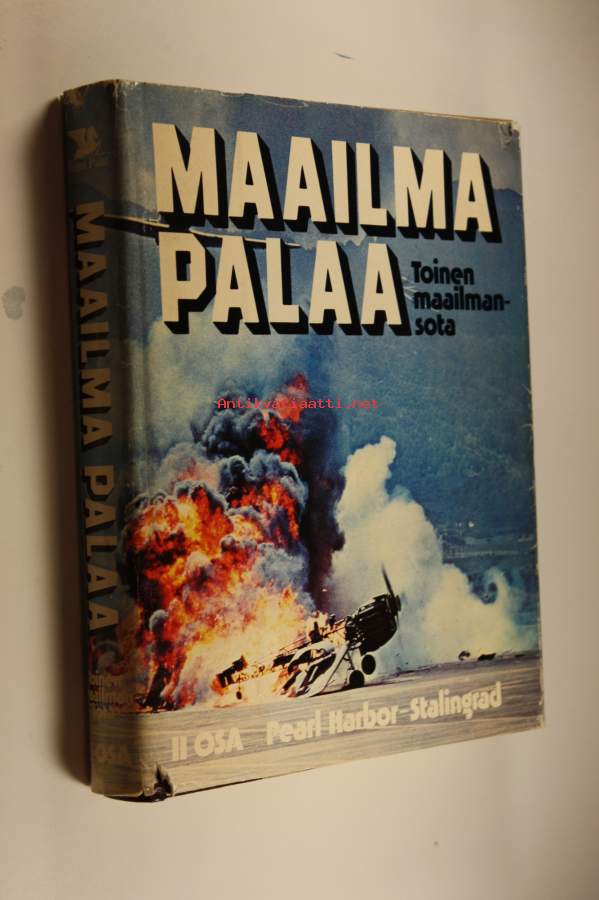 MAAILMA
PALAA
Toinen
maailman-
sota
Antikvariaatti.net
II OSA Pearl Harbor–Stalingrad
MAAILMA PALAA
OSA